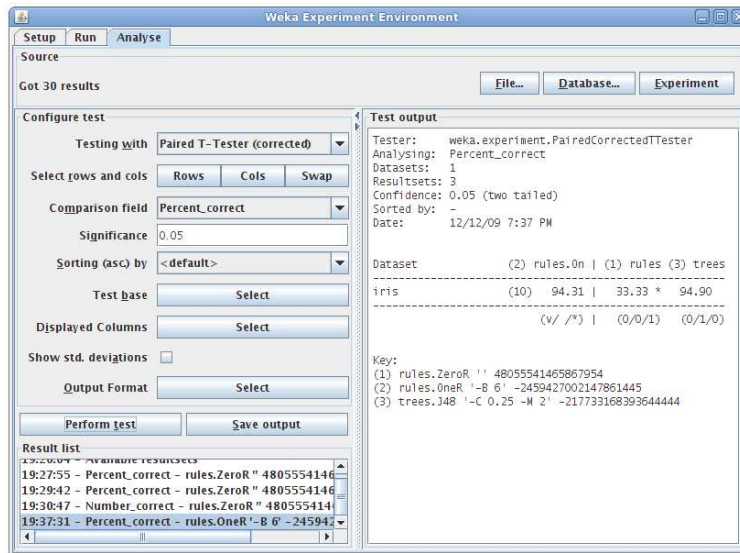 Weka Experiment Environment
Setup Run Analyse
Source
Got 30 results
File... Database... Experiment
Configure test
Testing with Paired T-Tester (corrected)
Select rows and cols Rows Cols Swap
Comparison field Percent_correct
Significance 0.05
Sorting (asc.) by <default>
Test base Select
Displayed Columns Select
Show std. deviations
Output Format Select
Perform test Save output
Result list
19:26:04 - Available resultsets
19:27:55 - Percent_correct - rules.ZeroR '' 4805554146
19:29:42 - Percent_correct - rules.ZeroR '' 4805554146
19:30:47 - Number_correct - rules.ZeroR '' 480555414
19:37:31 - Percent_correct - rules.OneR '-B 6' -245942
Test output
Tester: weka.experiment.PairedCorrectedTTester
Analysing: Percent_correct
Datasets: 1
Resultsets: 3
Confidence: 0.05 (two tailed)
Sorted by: -
Date: 12/12/09 7:37 PM
Dataset (2) rules.On | (1) rules (3) trees
iris (10) 94.31 | 33.33 * 94.90
(v/ /*) | (0/0/1) (0/1/0)
Key:
(1) rules.ZeroR '' 48055541465867954
(2) rules.OneR '-B 6' -2459427002147861445
(3) trees.J48 '-C 0.25 -M 2' -217733168393644444